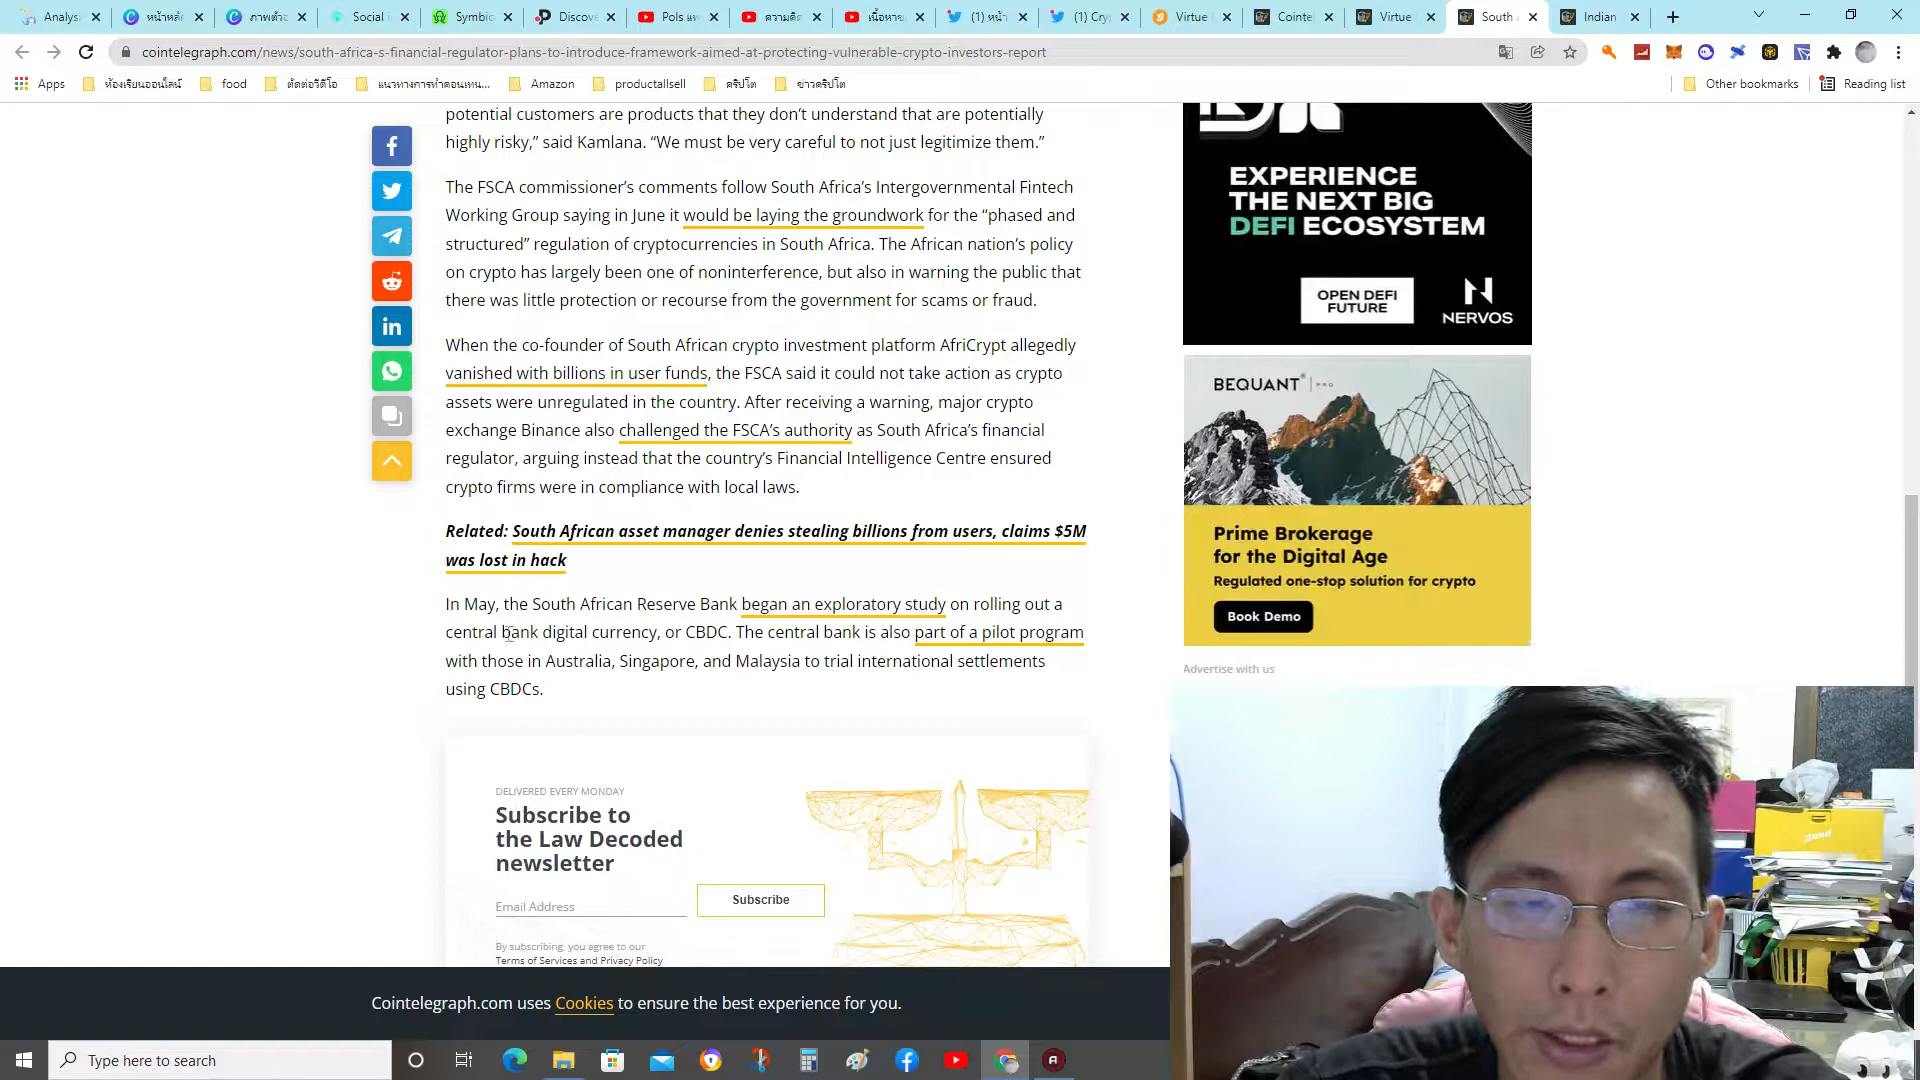 Analys
หน้าหลั
ภาพตัวอ
Social i
Symbio
Discov
Pols แ
ความคิด
เนื้อหาข
(1) หน้า
(1) Cry
Virtue
Cointel
Virtue
South
Indian
cointelegraph.com/news/south-africa-s-financial-regulator-plans-to-introduce-framework-aimed-at-protecting-vulnerable-crypto-investors-report
Apps
ห้องเรียนออนไลน์
food
ตัดต่อวิดีโอ
แนวทางการทำคอนเทน...
Amazon
productallsell
คริปโต
ข่าวคริปโต
Other bookmarks
Reading list
potential customers are products that they don’t understand that are potentially
highly risky,” said Kamlana. “We must be very careful to not just legitimize them.”
The FSCA commissioner’s comments follow South Africa’s Intergovernmental Fintech
Working Group saying in June it would be laying the groundwork for the “phased and
structured” regulation of cryptocurrencies in South Africa. The African nation’s policy
on crypto has largely been one of noninterference, but also in warning the public that
there was little protection or recourse from the government for scams or fraud.
When the co-founder of South African crypto investment platform AfriCrypt allegedly
vanished with billions in user funds, the FSCA said it could not take action as crypto
assets were unregulated in the country. After receiving a warning, major crypto
exchange Binance also challenged the FSCA’s authority as South Africa’s financial
regulator, arguing instead that the country’s Financial Intelligence Centre ensured
crypto firms were in compliance with local laws.
Related: South African asset manager denies stealing billions from users, claims $5M
was lost in hack
In May, the South African Reserve Bank began an exploratory study on rolling out a
central bank digital currency, or CBDC. The central bank is also part of a pilot program
with those in Australia, Singapore, and Malaysia to trial international settlements
using CBDCs.
DELIVERED EVERY MONDAY
Subscribe to
the Law Decoded
newsletter
Email Address
Subscribe
By subscribing, you agree to our
Terms of Services and Privacy Policy
EXPERIENCE
THE NEXT BIG
DEFI ECOSYSTEM
OPEN DEFI
FUTURE
NERVOS
BEQUANT PRO
Prime Brokerage
for the Digital Age
Regulated one-stop solution for crypto
Book Demo
Advertise with us
Cointelegraph.com uses Cookies to ensure the best experience for you.
Type here to search